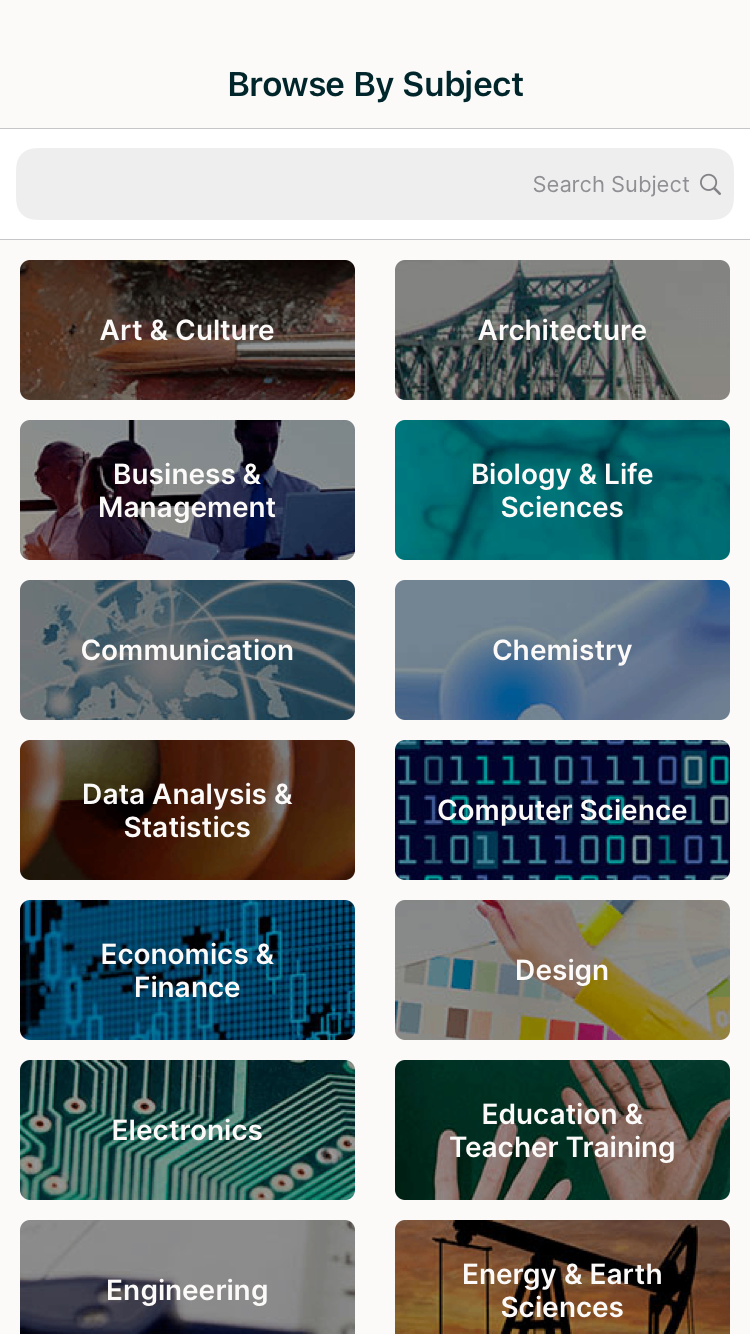 Browse By Subject
Search Subject
Art & Culture
Architecture
Business &
Management
Biology & Life
Sciences
Communication
Chemistry
Data Analysis &
Statistics
Computer Science
Economics &
Finance
Design
Electronics
Education &
Teacher Training
Engineering
Energy & Earth
Sciences